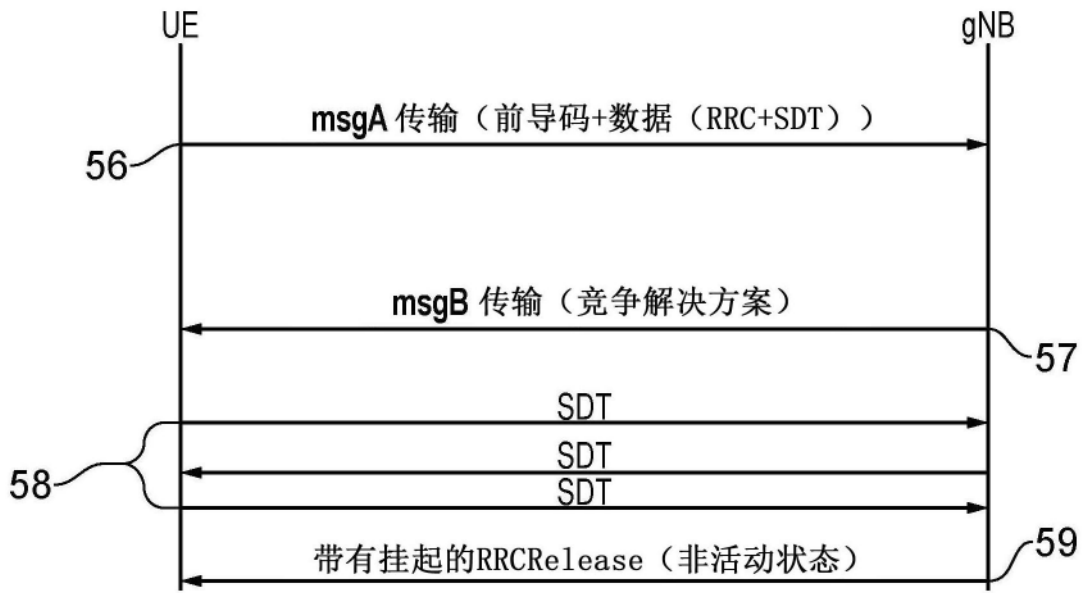 UE gNB
msgA 传输（前导码+数据（RRC+SDT））
56
msgB 传输（竞争解决方案）
57
SDT
SDT
58
SDT
59
带有挂起的RRCRelease（非活动状态）